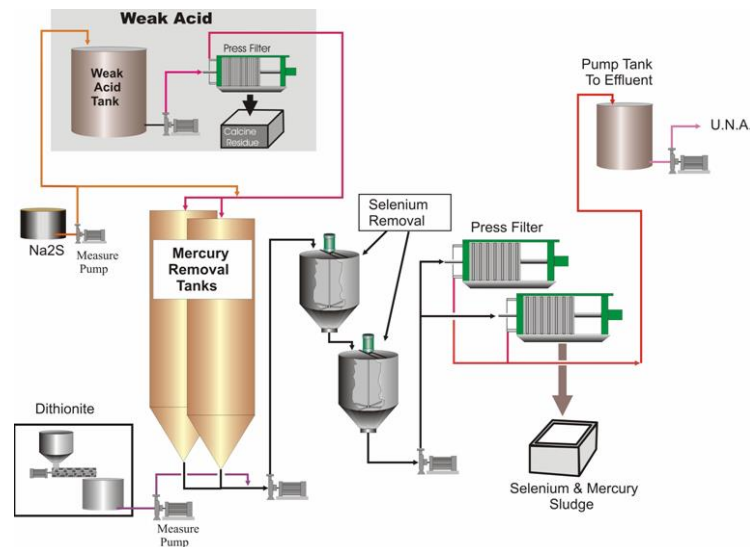 Weak Acid
Press Filter
Weak
Acid
Tank
Calcine
Residue
Pump Tank
To Effluent
U.N.A.
Na2S
Measure
Pump
Selenium
Removal
Mercury
Removal
Tanks
Press Filter
Dithionite
Measure
Pump
Selenium & Mercury
Sludge